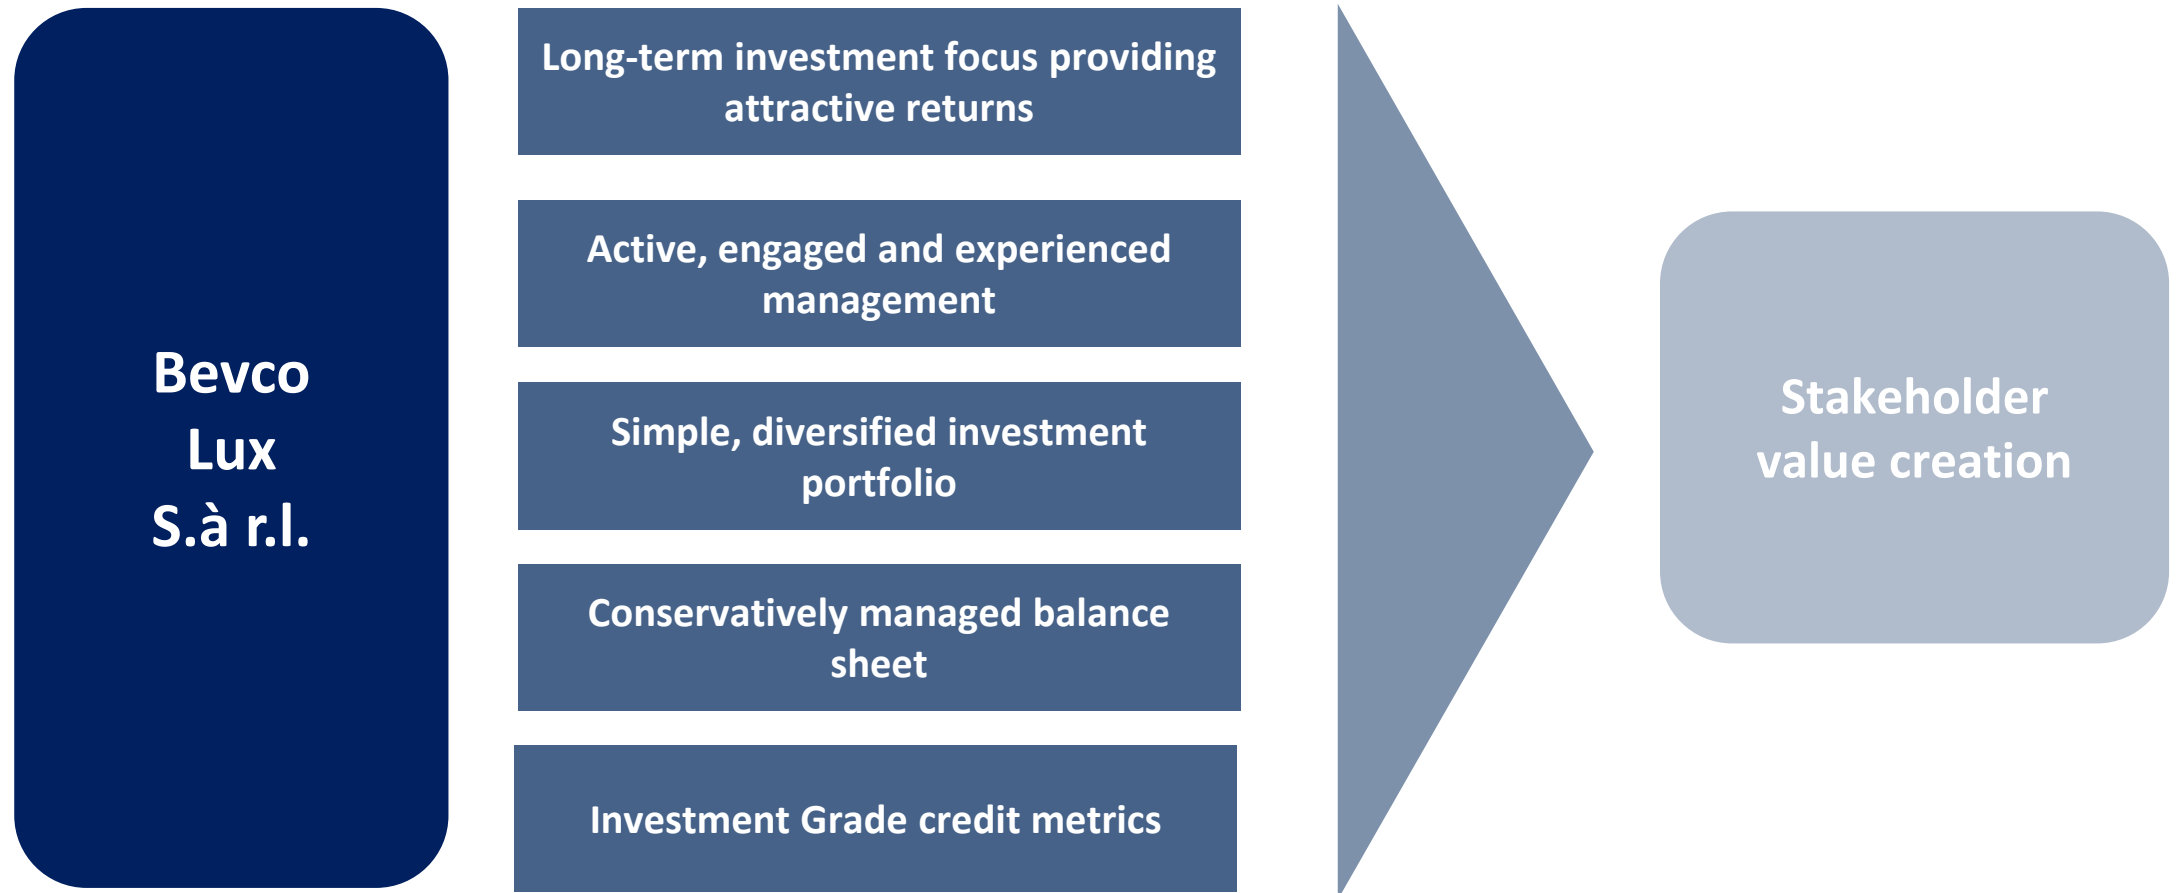 Bevco
Lux
S.à r.l.
Long-term investment focus providing
attractive returns
Active, engaged and experienced
management
Simple, diversified investment
portfolio
Conservatively managed balance
sheet
Investment Grade credit metrics
Stakeholder
value creation